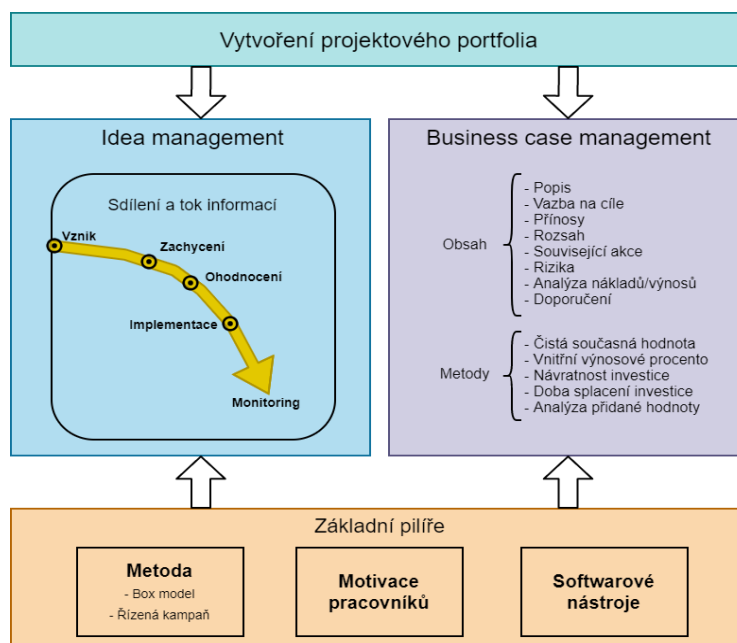 Vytvoření projektového portfolia
Idea management
Sdílení a tok informací
Vznik
Zachycení
Ohodnocení
Implementace
Monitoring
Business case management
Obsah
- Popis
- Vazba na cíle
- Přínosy
- Rozsah
- Související akce
- Rizika
- Analýza nákladů/výnosů
- Doporučení
Metody
- Čistá současná hodnota
- Vnitřní výnosové procento
- Návratnost investice
- Doba splacení investice
- Analýza přidané hodnoty
Základní pilíře
Metoda
- Box model
- Řízená kampaň
Motivace
pracovníků
Softwarové
nástroje